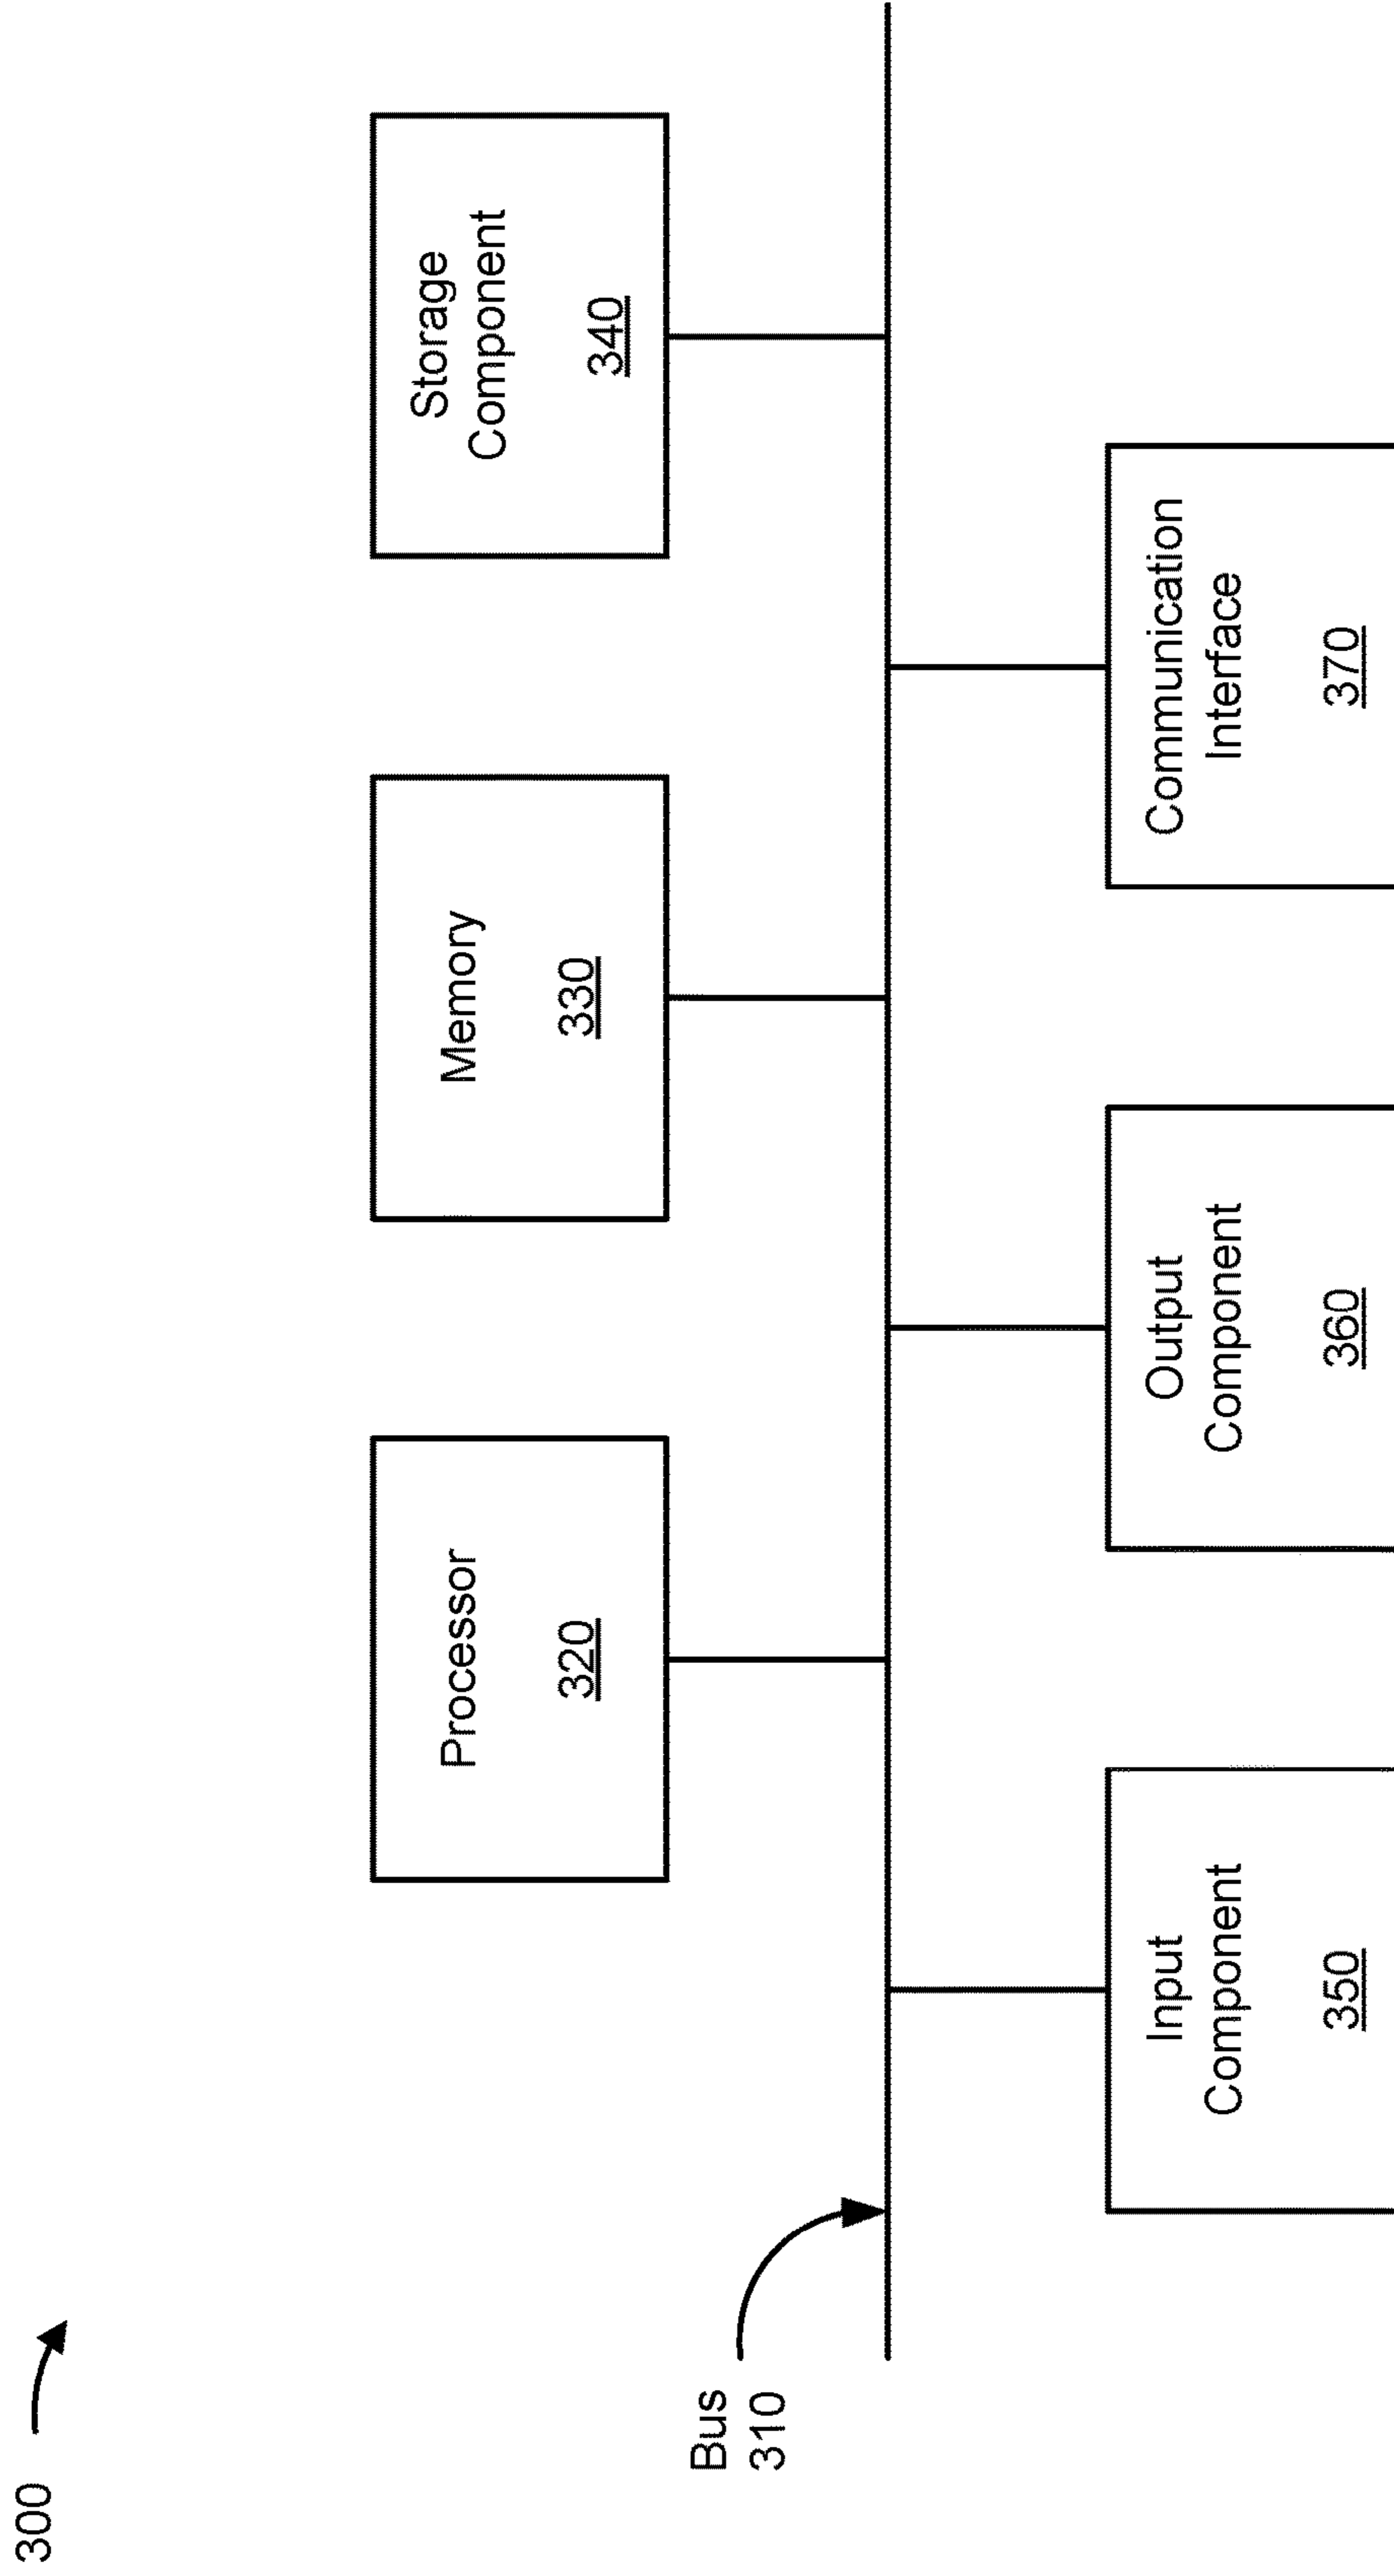 300
Processor
320
Memory
330
Storage
Component
340
Bus
310
Input
Component
350
Output
Component
360
Communication
Interface
370